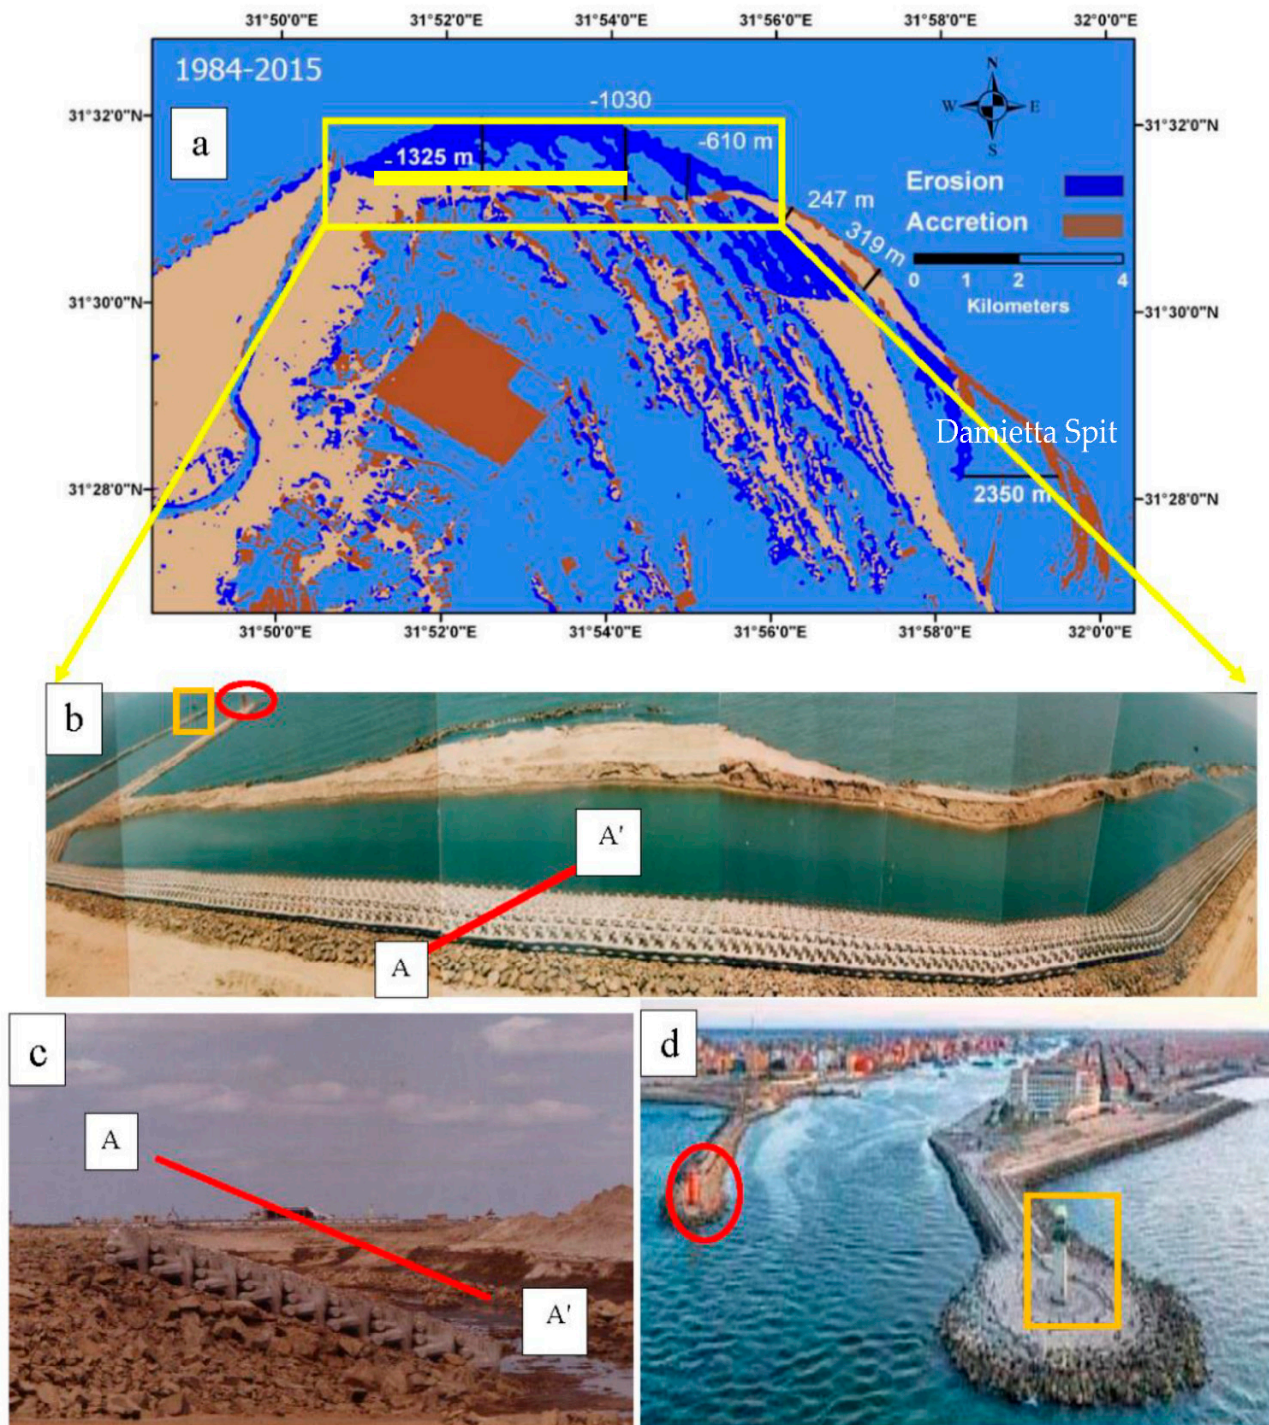 31°50'0"E 31°52'0"E 31°54'0"E 31°56'0"E 31°58'0"E 32°0'0"E
1984-2015
a
-1030
-610 m
-1325 m
N
W E
S
31°32'0"N
31°32'0"N
Erosion
Accretion
247 m
319 m
0 1 2 4
Kilometers
31°30'0"N
31°30'0"N
Damietta Spit
2350 m
31°28'0"N
31°28'0"N
31°50'0"E 31°52'0"E 31°54'0"E 31°56'0"E 31°58'0"E 32°0'0"E
b
A'
A
c
A
A'
d